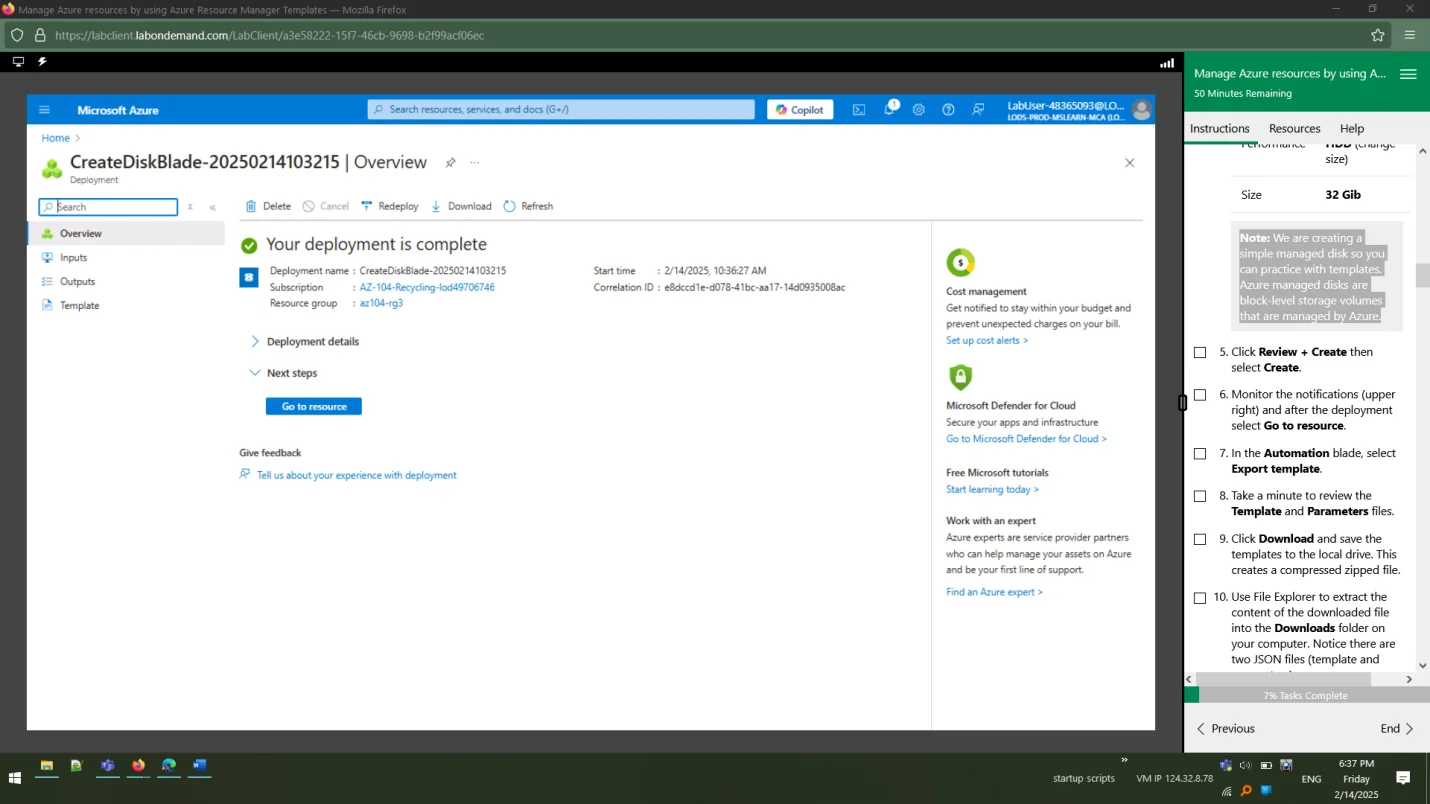 Manage Azure resources by using Azure Resource Manager Templates — Mozilla Firefox
https://labclient.labondemand.com/LabClient/a3e58222-15f7-46cb-9698-b2f99acf06ec
Microsoft Azure
Search resources, services, and docs (G+/)
Copilot
1
LabUser-48365093@LO...
LODS-PROD-MSLEARN-MCA (LO...
Home >
CreateDiskBlade-20250214103215 | Overview
Deployment
Search
Overview
Inputs
Outputs
Template
Delete
Cancel
Redeploy
Download
Refresh
Your deployment is complete
Deployment name : CreateDiskBlade-20250214103215
Subscription : AZ-104-Recycling-lod49706746
Resource group : az104-rg3
Start time : 2/14/2025, 10:36:27 AM
Correlation ID : e8dccd1e-d078-41bc-aa17-14d0935008ac
Deployment details
Next steps
Go to resource
Give feedback
Tell us about your experience with deployment
Cost management
Get notified to stay within your budget and
prevent unexpected charges on your bill.
Set up cost alerts >
Microsoft Defender for Cloud
Secure your apps and infrastructure
Go to Microsoft Defender for Cloud >
Free Microsoft tutorials
Start learning today >
Work with an expert
Azure experts are service provider partners
who can help manage your assets on Azure
and be your first line of support.
Find an Azure expert >
Manage Azure resources by using A...
50 Minutes Remaining
Instructions
Resources
Help
Performance HDD (change
size)
Size 32 Gib
Note: We are creating a
simple managed disk so you
can practice with templates.
Azure managed disks are
block-level storage volumes
that are managed by Azure.
5. Click Review + Create then
select Create.
6. Monitor the notifications (upper
right) and after the deployment
select Go to resource.
7. In the Automation blade, select
Export template.
8. Take a minute to review the
Template and Parameters files.
9. Click Download and save the
templates to the local drive. This
creates a compressed zipped file.
10. Use File Explorer to extract the
content of the downloaded file
into the Downloads folder on
your computer. Notice there are
two JSON files (template and
7% Tasks Complete
Previous
End
startup scripts
VM IP 124.32.8.78
ENG
6:37 PM
Friday
2/14/2025